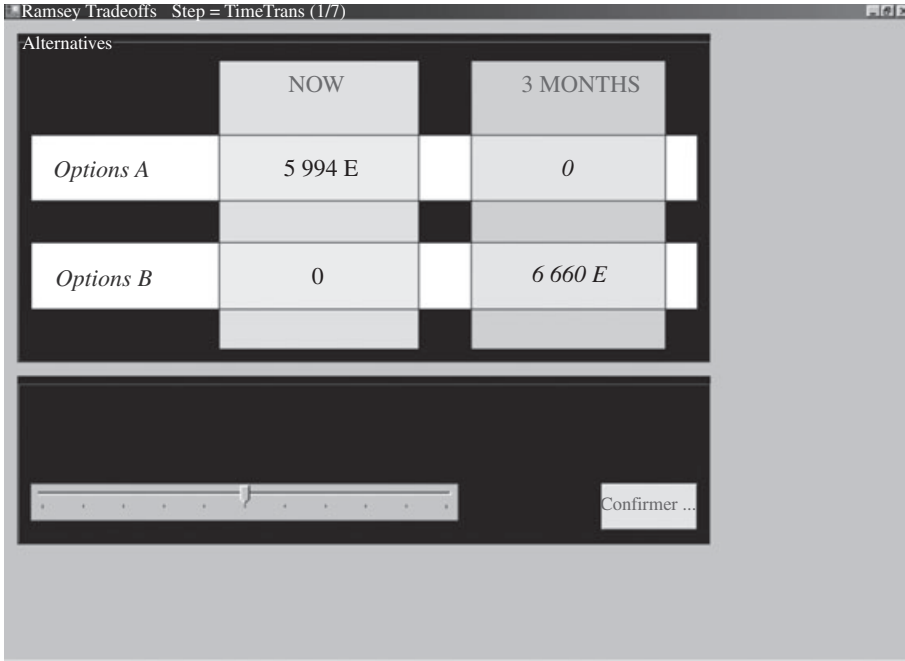 Ramsey Tradeoffs Step = TimeTrans (1/7)
Alternatives
NOW 3 MONTHS
Options A 5 994 E 0
Options B 0 6 660 E
Confirmer ...